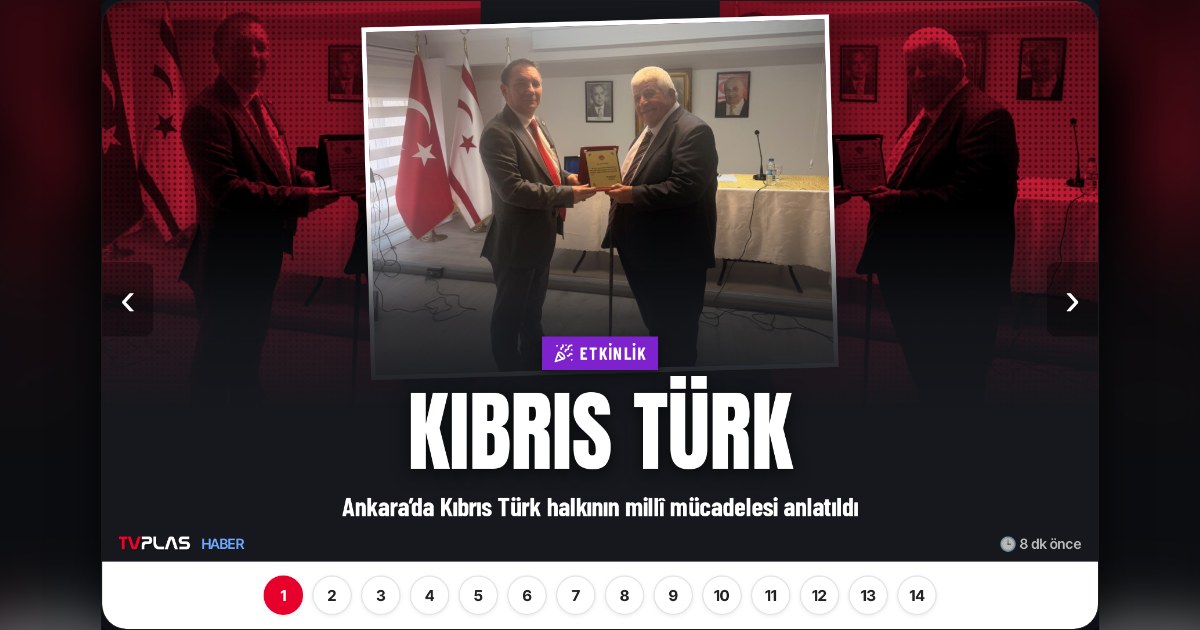 ETKİNLİK
KIBRIS TÜRK
Ankara’da Kıbrıs Türk halkının millî mücadelesi anlatıldı
TVPLAS HABER
8 dk önce
1 2 3 4 5 6 7 8 9 10 11 12 13 14